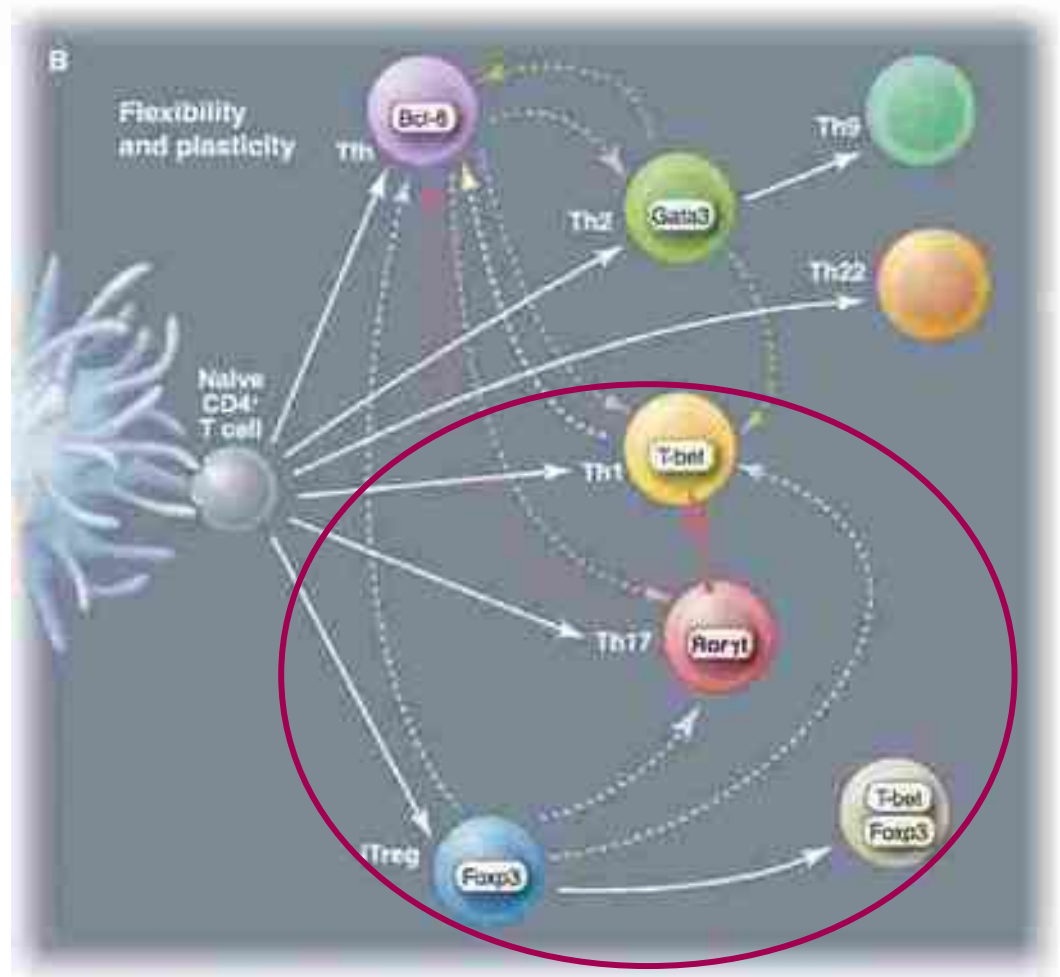 B
Flexibility
and plasticity
Bcl-6
Tfh
Th9
Th2
Gata3
Th22
Naive
CD4+
T cell
T-bet
Th1
Th17
Rorγt
iTreg
Foxp3
T-bet
Foxp3